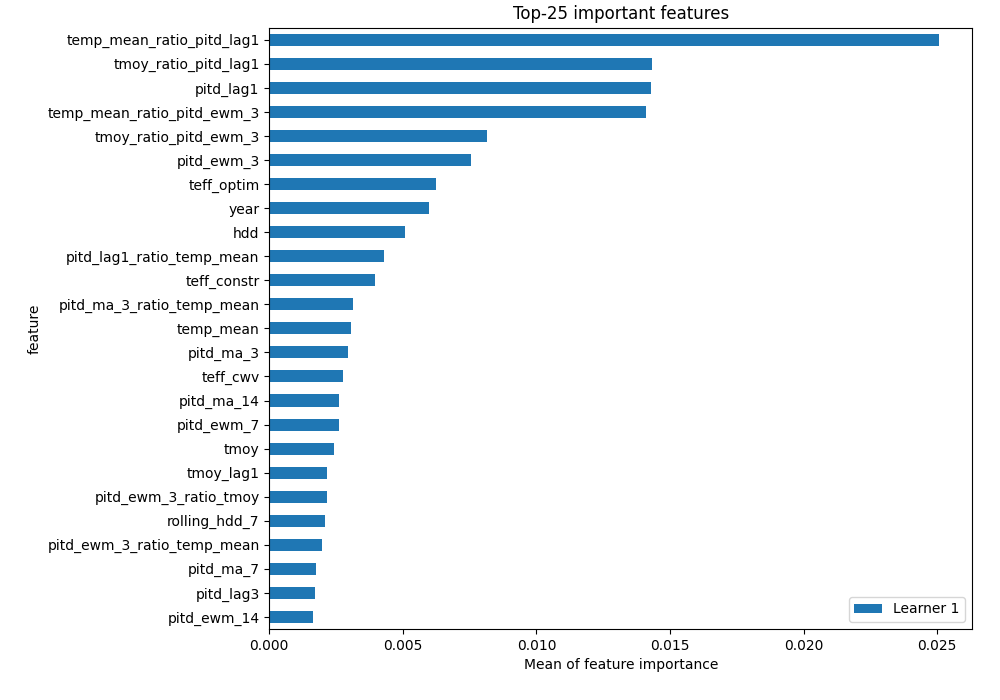 Top-25 important features
temp_mean_ratio_pitd_lag1
tmoy_ratio_pitd_lag1
pitd_lag1
temp_mean_ratio_pitd_ewm_3
tmoy_ratio_pitd_ewm_3
pitd_ewm_3
teff_optim
year
hdd
pitd_lag1_ratio_temp_mean
teff_constr
pitd_ma_3_ratio_temp_mean
temp_mean
pitd_ma_3
teff_cwv
pitd_ma_14
pitd_ewm_7
tmoy
tmoy_lag1
pitd_ewm_3_ratio_tmoy
rolling_hdd_7
pitd_ewm_3_ratio_temp_mean
pitd_ma_7
pitd_lag3
pitd_ewm_14
feature
Learner 1
0.000 0.005 0.010 0.015 0.020 0.025
Mean of feature importance